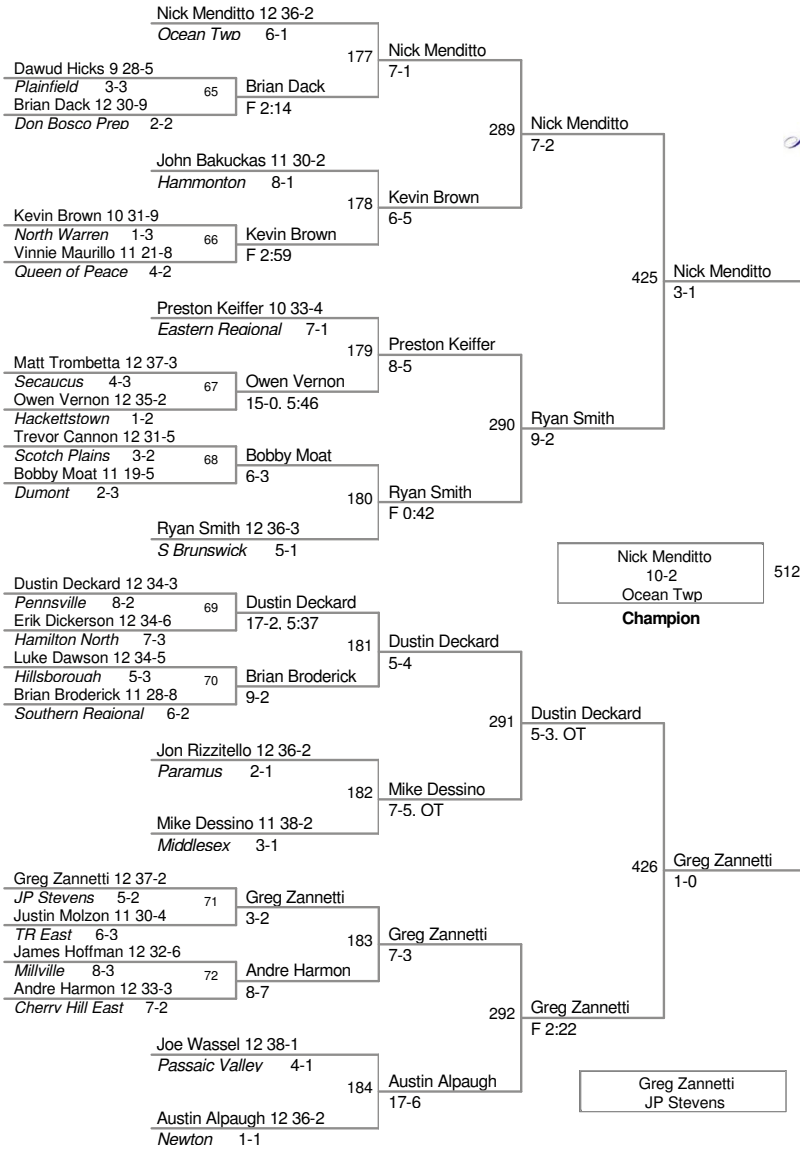 Nick Menditto 12 36-2
Ocean Twp 6-1
177
Nick Menditto
7-1
Dawud Hicks 9 28-5
Plainfield 3-3
65
Brian Dack
F 2:14
Brian Dack 12 30-9
Don Bosco Prep 2-2
289
Nick Menditto
7-2
John Bakuckas 11 30-2
Hammonton 8-1
178
Kevin Brown
6-5
Kevin Brown 10 31-9
North Warren 1-3
66
Kevin Brown
F 2:59
Vinnie Maurillo 11 21-8
Queen of Peace 4-2
425
Nick Menditto
3-1
Preston Keiffer 10 33-4
Eastern Regional 7-1
179
Preston Keiffer
8-5
Matt Trombetta 12 37-3
Secaucus 4-3
67
Owen Vernon
15-0. 5:46
Owen Vernon 12 35-2
Hackettstown 1-2
290
Ryan Smith
9-2
Trevor Cannon 12 31-5
Scotch Plains 3-2
68
Bobby Moat
6-3
Bobby Moat 11 19-5
Dumont 2-3
180
Ryan Smith
F 0:42
Ryan Smith 12 36-3
S Brunswick 5-1
Nick Menditto
10-2
Ocean Twp
512
Champion
Dustin Deckard 12 34-3
Pennsville 8-2
69
Dustin Deckard
17-2. 5:37
Erik Dickerson 12 34-6
Hamilton North 7-3
181
Dustin Deckard
5-4
Luke Dawson 12 34-5
Hillsborough 5-3
70
Brian Broderick
9-2
Brian Broderick 11 28-8
Southern Regional 6-2
291
Dustin Deckard
5-3. OT
Jon Rizzitello 12 36-2
Paramus 2-1
182
Mike Dessino
7-5. OT
Mike Dessino 11 38-2
Middlesex 3-1
426
Greg Zannetti
1-0
Greg Zannetti 12 37-2
JP Stevens 5-2
71
Greg Zannetti
3-2
Justin Molzon 11 30-4
TR East 6-3
183
Greg Zannetti
7-3
James Hoffman 12 32-6
Millville 8-3
72
Andre Harmon
8-7
Andre Harmon 12 33-3
Cherry Hill East 7-2
292
Greg Zannetti
F 2:22
Joe Wassel 12 38-1
Passaic Valley 4-1
184
Austin Alpaugh
17-6
Austin Alpaugh 12 36-2
Newton 1-1
Greg Zannetti
JP Stevens